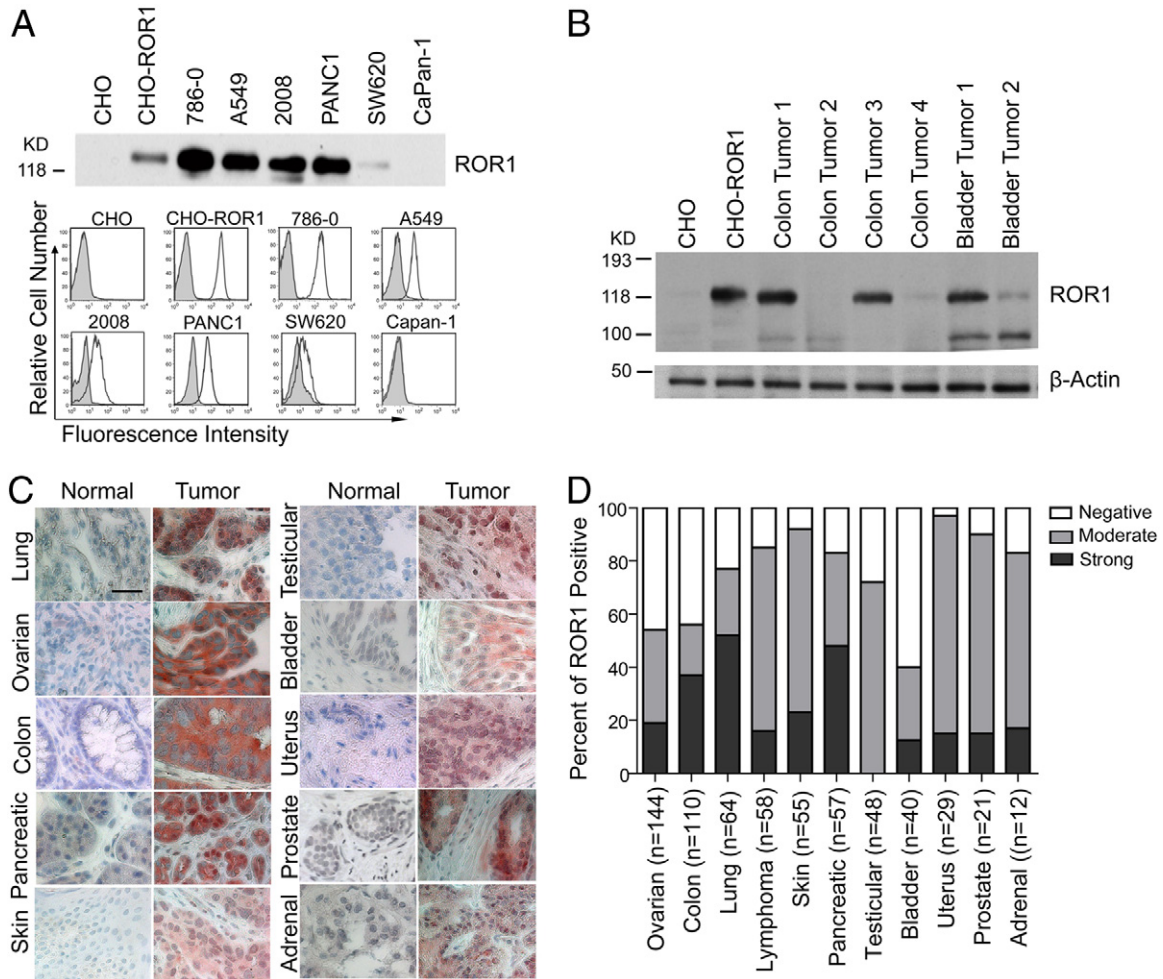 A
CHO
CHO-ROR1
786-0
A549
2008
PANC1
SW620
CaPan-1
KD
118
ROR1
CHO
CHO-ROR1
786-0
A549
2008
PANC1
SW620
Capan-1
Relative Cell Number
Fluorescence Intensity
B
CHO
CHO-ROR1
Colon Tumor 1
Colon Tumor 2
Colon Tumor 3
Colon Tumor 4
Bladder Tumor 1
Bladder Tumor 2
KD
193
118
100
50
ROR1
β-Actin
C
Normal Tumor
Normal Tumor
Lung
Ovarian
Colon
Pancreatic
Skin
Testicular
Bladder
Uterus
Prostate
Adrenal
D
Percent of ROR1 Positive
100
80
60
40
20
0
Negative
Moderate
Strong
Ovarian (n=144)
Colon (n=110)
Lung (n=64)
Lymphoma (n=58)
Skin (n=55)
Pancreatic (n=57)
Testicular (n=48)
Bladder (n=40)
Uterus (n=29)
Prostate (n=21)
Adrenal ((n=12)